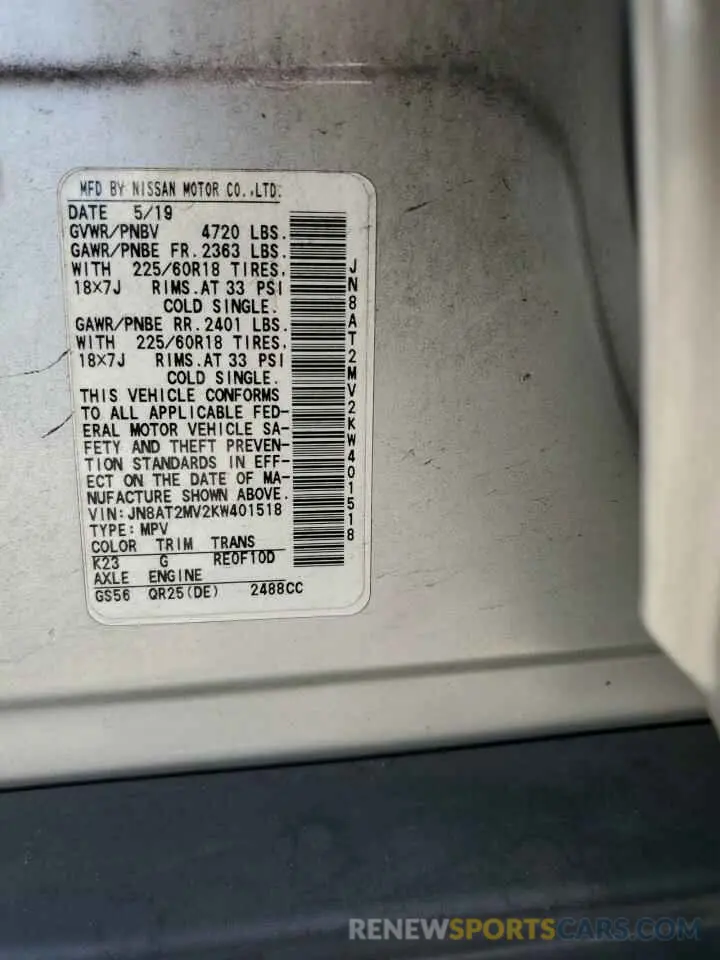 MFD BY NISSAN MOTOR CO.,LTD.
DATE 5/19
GVWR/PNBV 4720 LBS.
GAWR/PNBE FR.2363 LBS.
WITH 225/60R18 TIRES,
18X7J RIMS.AT 33 PSI
COLD SINGLE.
GAWR/PNBE RR.2401 LBS.
WITH 225/60R18 TIRES,
18X7J RIMS.AT 33 PSI
COLD SINGLE.
THIS VEHICLE CONFORMS
TO ALL APPLICABLE FED-
ERAL MOTOR VEHICLE SA-
FETY AND THEFT PREVEN-
TION STANDARDS IN EFF-
ECT ON THE DATE OF MA-
NUFACTURE SHOWN ABOVE.
VIN:JN8AT2MV2KW401518
TYPE:MPV
COLOR TRIM TRANS
K23 G RE0F10D
AXLE ENGINE
GS56 QR25(DE) 2488CC
JN8AT2MV2KW401518
RENEWSPORTSCARS.COM